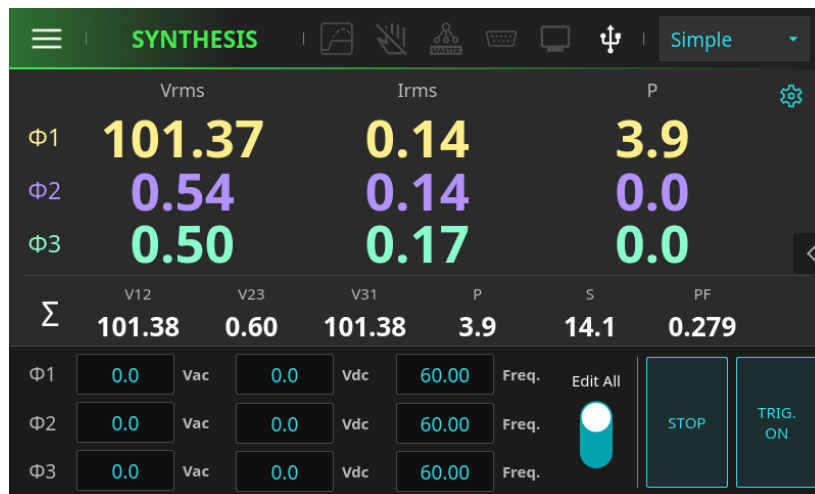 SYNTHESIS MASTER Simple
Vrms Irms P
Φ1 101.37 0.14 3.9
Φ2 0.54 0.14 0.0
Φ3 0.50 0.17 0.0
V12 V23 V31 P S PF
Σ 101.38 0.60 101.38 3.9 14.1 0.279
Φ1 0.0 Vac 0.0 Vdc 60.00 Freq. Edit All
Φ2 0.0 Vac 0.0 Vdc 60.00 Freq. STOP TRIG. ON
Φ3 0.0 Vac 0.0 Vdc 60.00 Freq.